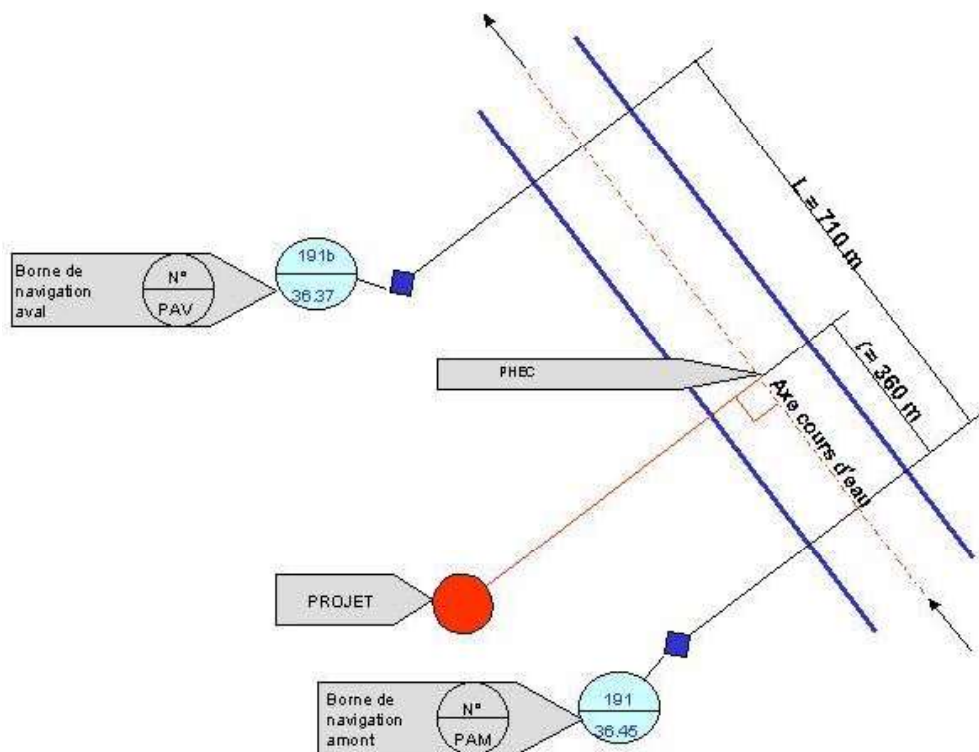 L = 710 m
191b
36.37
Borne de
navigation
aval
N°
PAV
l = 360 m
PHEC
Axe cours d'eau
PROJET
Borne de
navigation
amont
N°
PAM
191
36.45